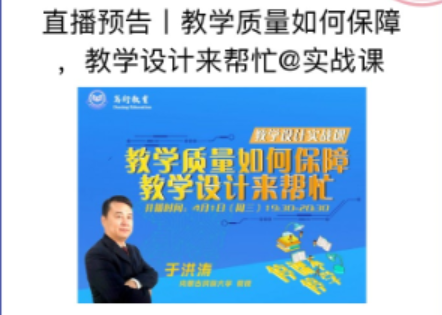 直播预告丨教学质量如何保障
，教学设计来帮忙@实战课
教学设计实战课
教学质量如何保障
教学设计来帮忙
开播时间：4月1日（周三）19:30-20:30
于洪涛